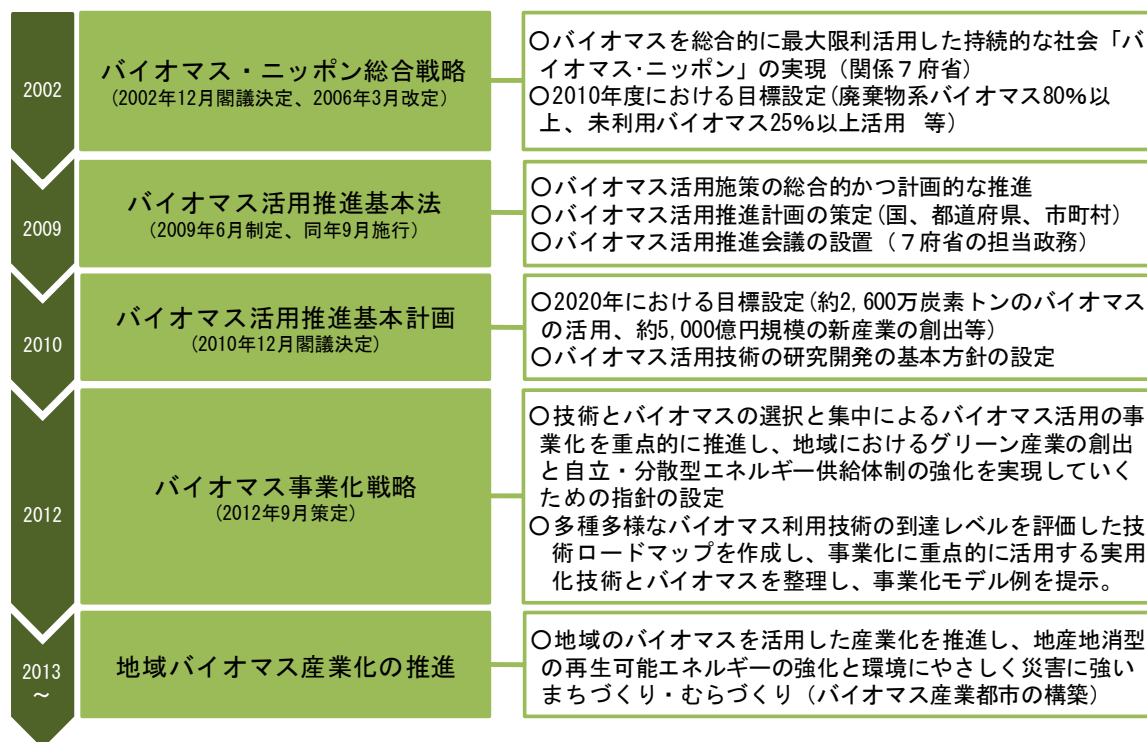 2002
バイオマス・ニッポン総合戦略
(2002年12月閣議決定、2006年3月改定)
○バイオマスを総合的に最大限利活用した持続的な社会「バ
イオマス・ニッポン」の実現（関係７府省）
○2010年度における目標設定(廃棄物系バイオマス80％以
上、未利用バイオマス25％以上活用　等)
2009
バイオマス活用推進基本法
(2009年6月制定、同年9月施行)
○バイオマス活用施策の総合的かつ計画的な推進
○バイオマス活用推進計画の策定(国、都道府県、市町村)
○バイオマス活用推進会議の設置（７府省の担当政務）
2010
バイオマス活用推進基本計画
(2010年12月閣議決定)
○2020年における目標設定(約2,600万炭素トンのバイオマス
の活用、約5,000億円規模の新産業の創出等)
○バイオマス活用技術の研究開発の基本方針の設定
2012
バイオマス事業化戦略
(2012年9月策定)
○技術とバイオマスの選択と集中によるバイオマス活用の事
業化を重点的に推進し、地域におけるグリーン産業の創出
と自立・分散型エネルギー供給体制の強化を実現していく
ための指針の設定
○多種多様なバイオマス利用技術の到達レベルを評価した技
術ロードマップを作成し、事業化に重点的に活用する実用
化技術とバイオマスを整理し、事業化モデル例を提示。
2013
～
地域バイオマス産業化の推進
○地域のバイオマスを活用した産業化を推進し、地産地消型
の再生可能エネルギーの強化と環境にやさしく災害に強い
まちづくり・むらづくり（バイオマス産業都市の構築）